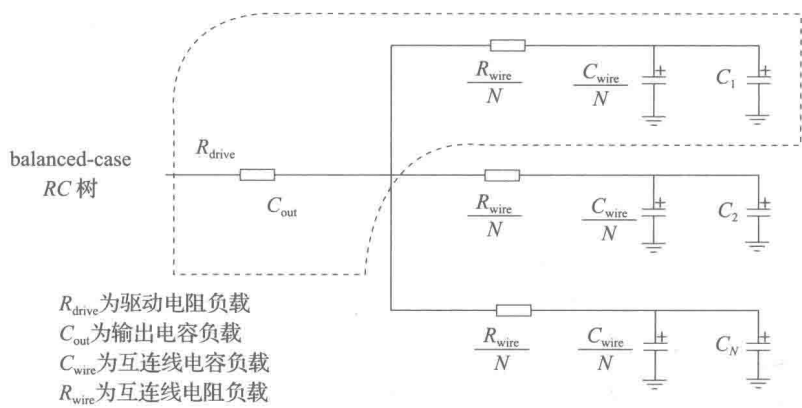 balanced-case
RC 树
R_drive
C_out
R_wire
N
C_wire
N
C_1
R_wire
N
C_wire
N
C_2
R_wire
N
C_wire
N
C_N
R_drive为驱动电阻负载
C_out为输出电容负载
C_wire为互连线电容负载
R_wire为互连线电阻负载